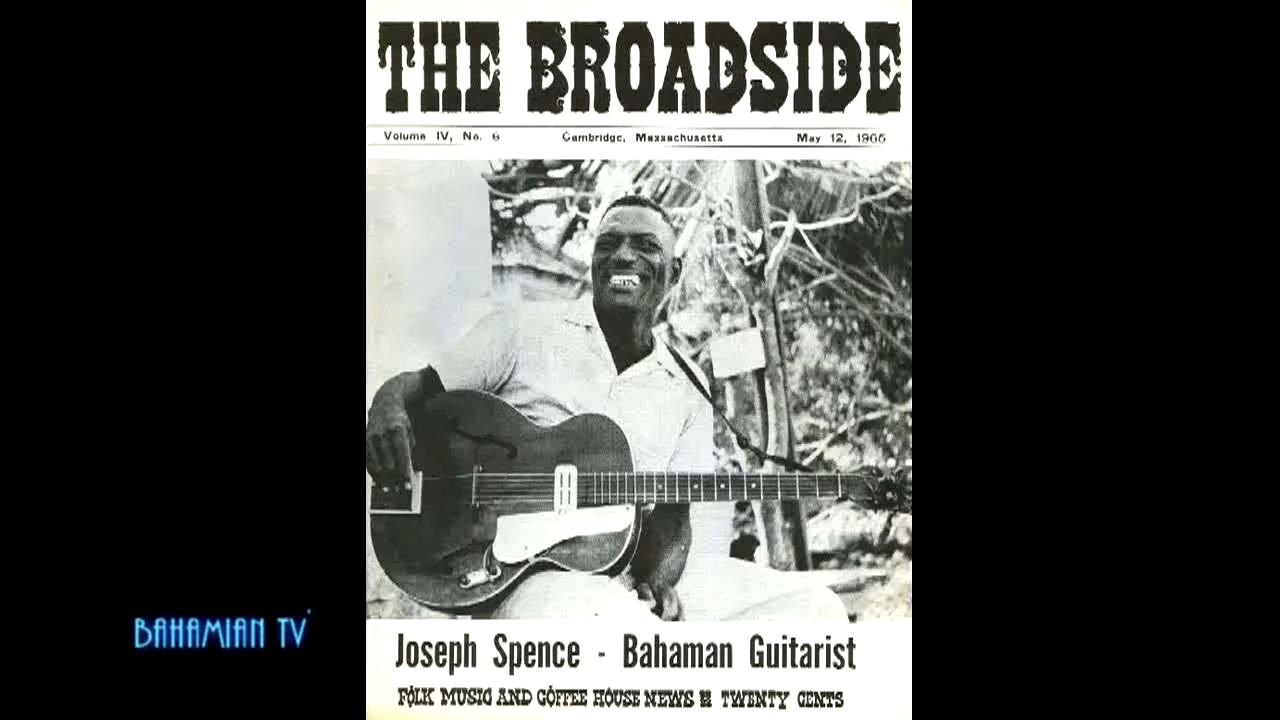 THE BROADSIDE
Volume IV, No. 6 Cambridge, Massachusetts May 12, 1965
Joseph Spence - Bahaman Guitarist
FOLK MUSIC AND COFFEE HOUSE NEWS TWENTY CENTS
BAHAMIAN TV